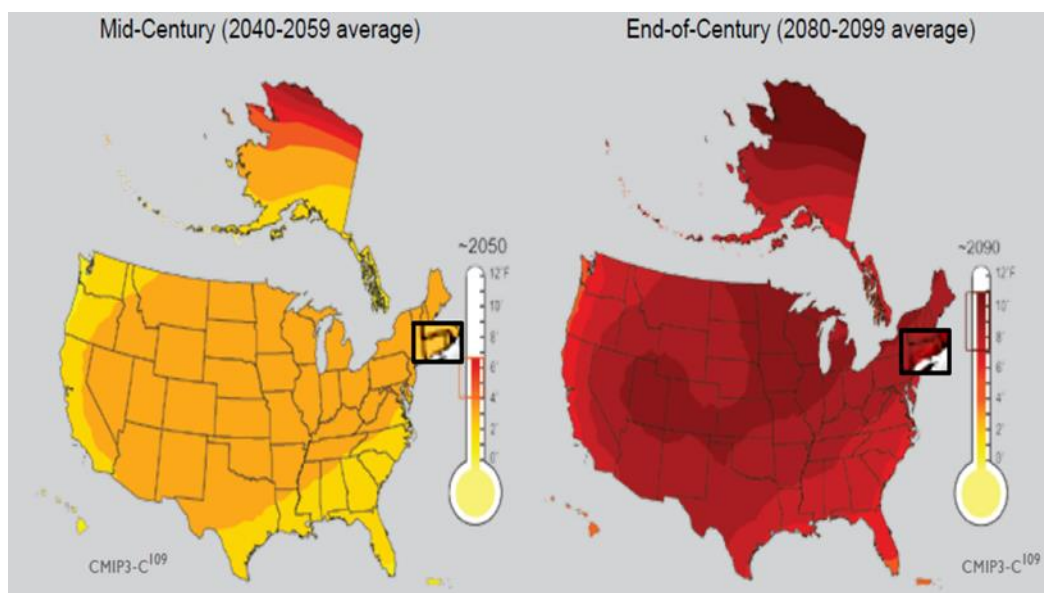 Mid-Century (2040-2059 average)
End-of-Century (2080-2099 average)
~2050
12°F
10°
8°
6°
4°
2°
0°
~2090
12°F
10°
8°
6°
4°
2°
0°
CMIP3-C109
CMIP3-C109